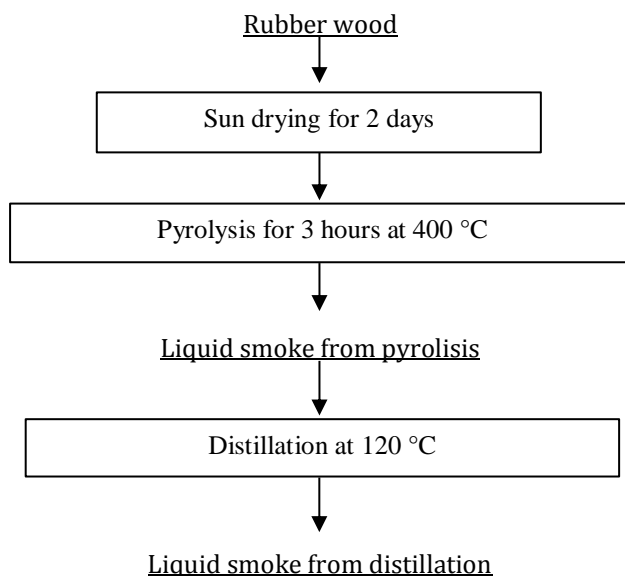 Rubber wood
Sun drying for 2 days
Pyrolysis for 3 hours at 400 °C
Liquid smoke from pyrolisis
Distillation at 120 °C
Liquid smoke from distillation